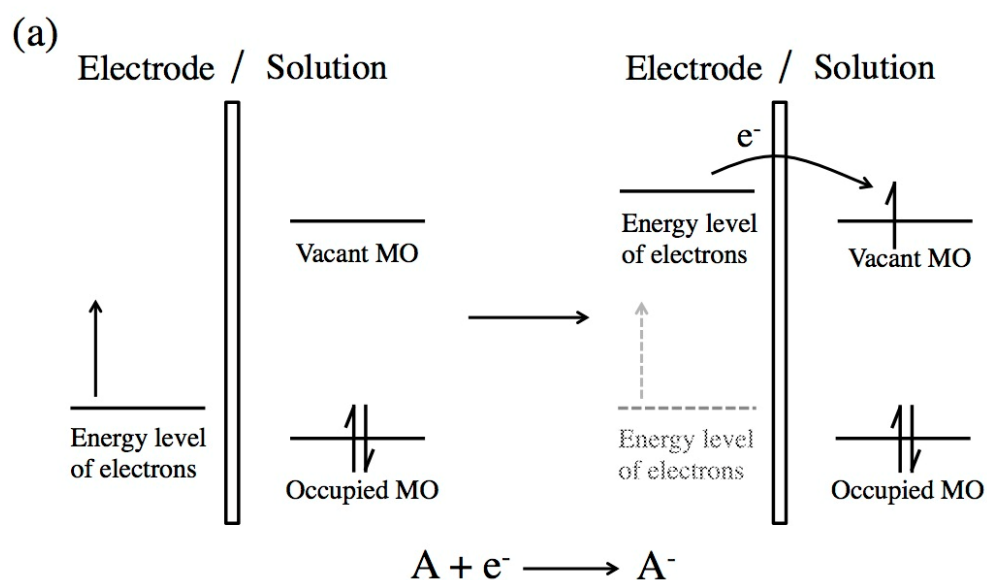 (a)
Electrode / Solution
Electrode / Solution
e⁻
Vacant MO
Energy level
of electrons
Vacant MO
Energy level
of electrons
Occupied MO
Energy level
of electrons
Occupied MO
A + e⁻ ⟶ A⁻